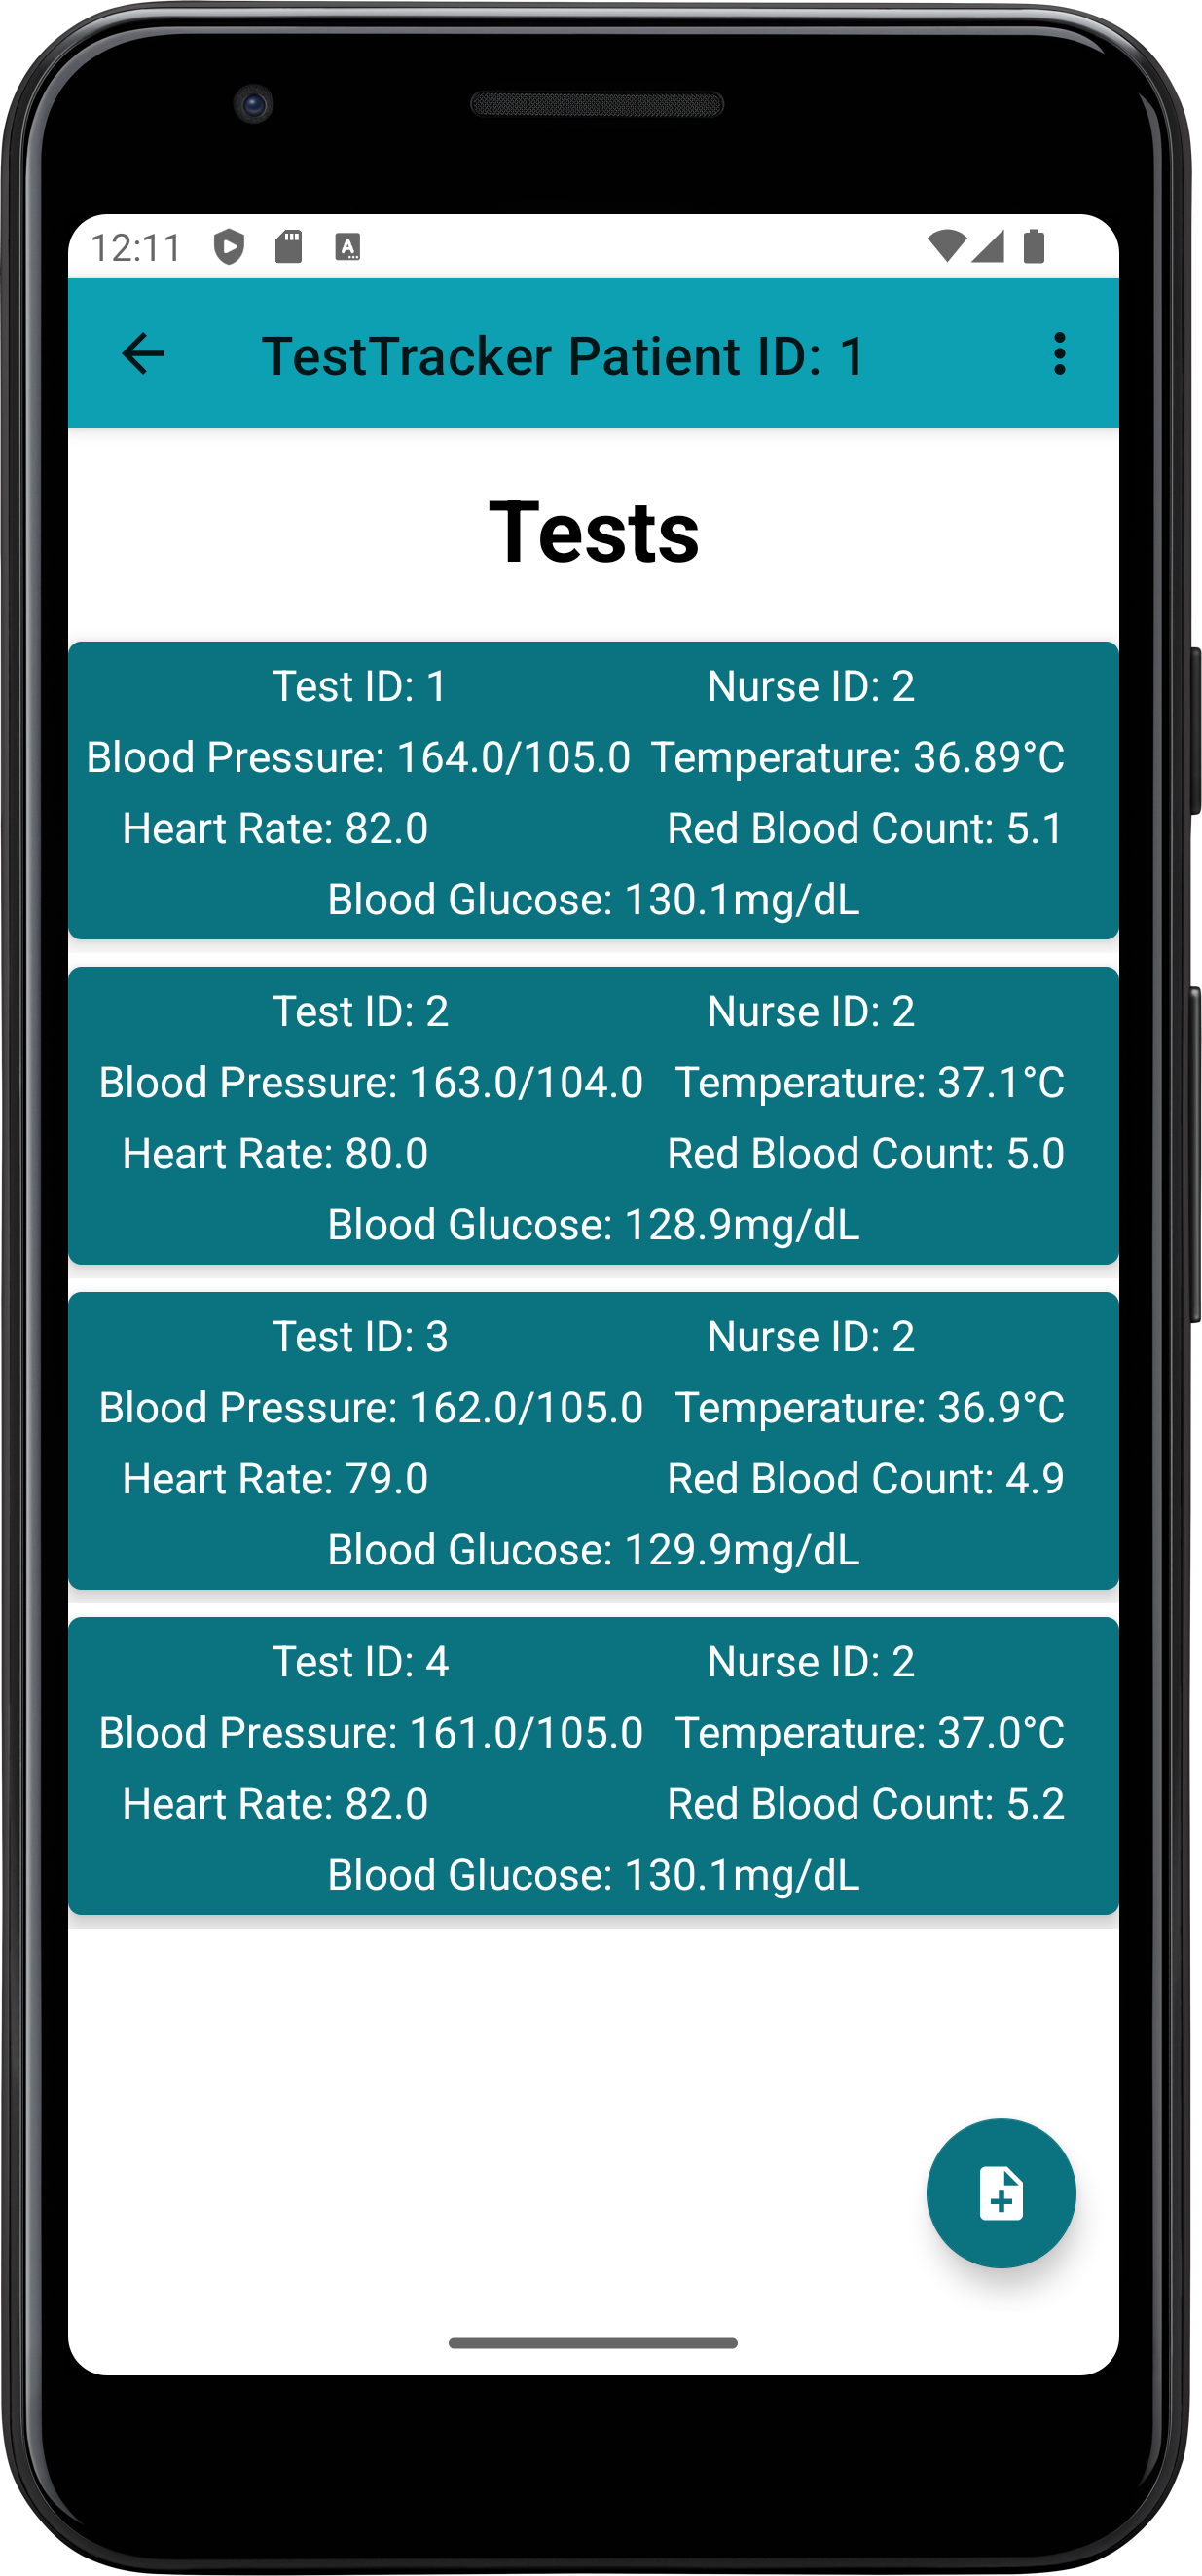 12:11
TestTracker Patient ID: 1
Tests
Test ID: 1 Nurse ID: 2
Blood Pressure: 164.0/105.0 Temperature: 36.89°C
Heart Rate: 82.0 Red Blood Count: 5.1
Blood Glucose: 130.1mg/dL
Test ID: 2 Nurse ID: 2
Blood Pressure: 163.0/104.0 Temperature: 37.1°C
Heart Rate: 80.0 Red Blood Count: 5.0
Blood Glucose: 128.9mg/dL
Test ID: 3 Nurse ID: 2
Blood Pressure: 162.0/105.0 Temperature: 36.9°C
Heart Rate: 79.0 Red Blood Count: 4.9
Blood Glucose: 129.9mg/dL
Test ID: 4 Nurse ID: 2
Blood Pressure: 161.0/105.0 Temperature: 37.0°C
Heart Rate: 82.0 Red Blood Count: 5.2
Blood Glucose: 130.1mg/dL